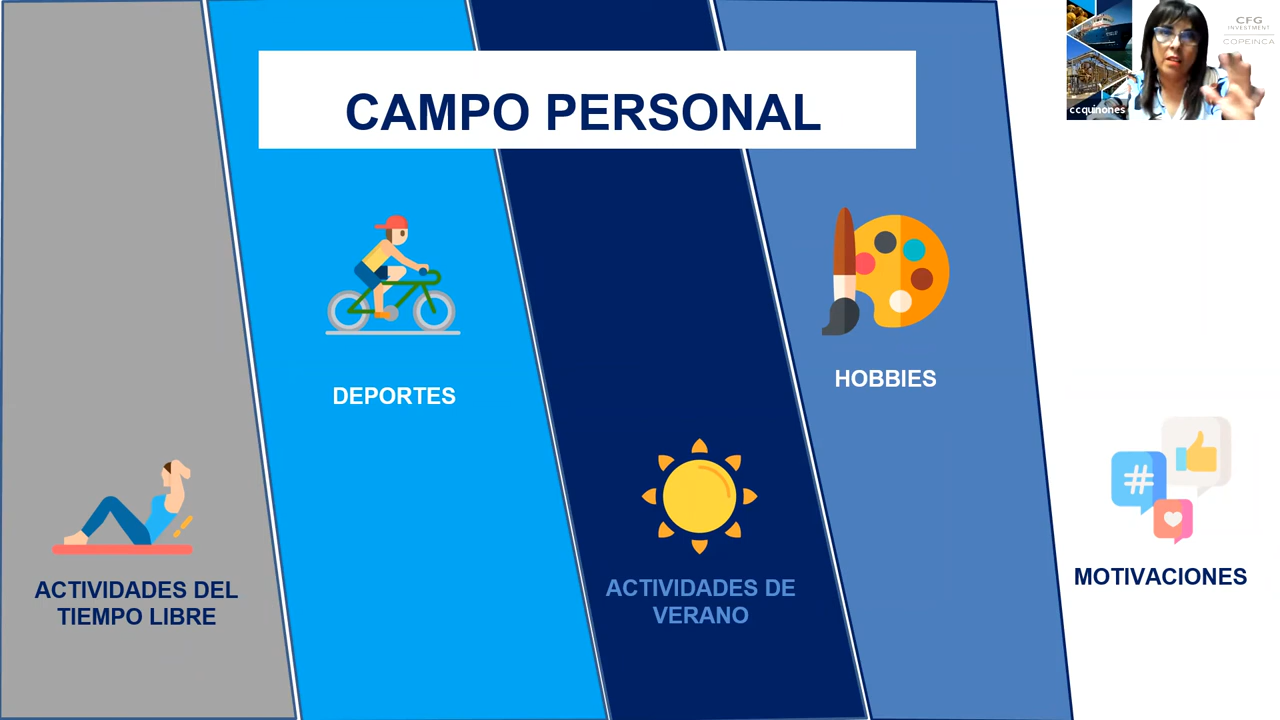 CAMPO PERSONAL
CFG
INVESTMENT
COPEINCA
ccquinones
DEPORTES
HOBBIES
#
ACTIVIDADES DEL
TIEMPO LIBRE
ACTIVIDADES DE
VERANO
MOTIVACIONES